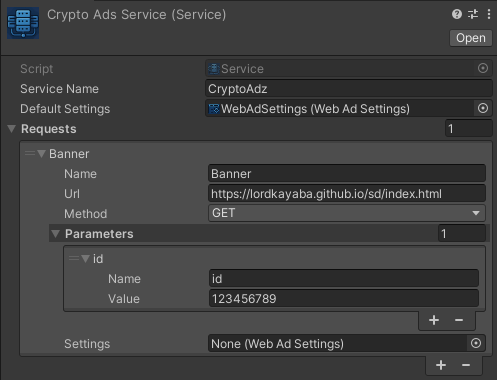 Crypto Ads Service (Service)
Open
Script Service
Service Name CryptoAdz
Default Settings WebAdSettings (Web Ad Settings)
Requests 1
Banner
Name Banner
Url https://lordkayaba.github.io/sd/index.html
Method GET
Parameters 1
id
Name id
Value 123456789
+ −
Settings None (Web Ad Settings)
+ −